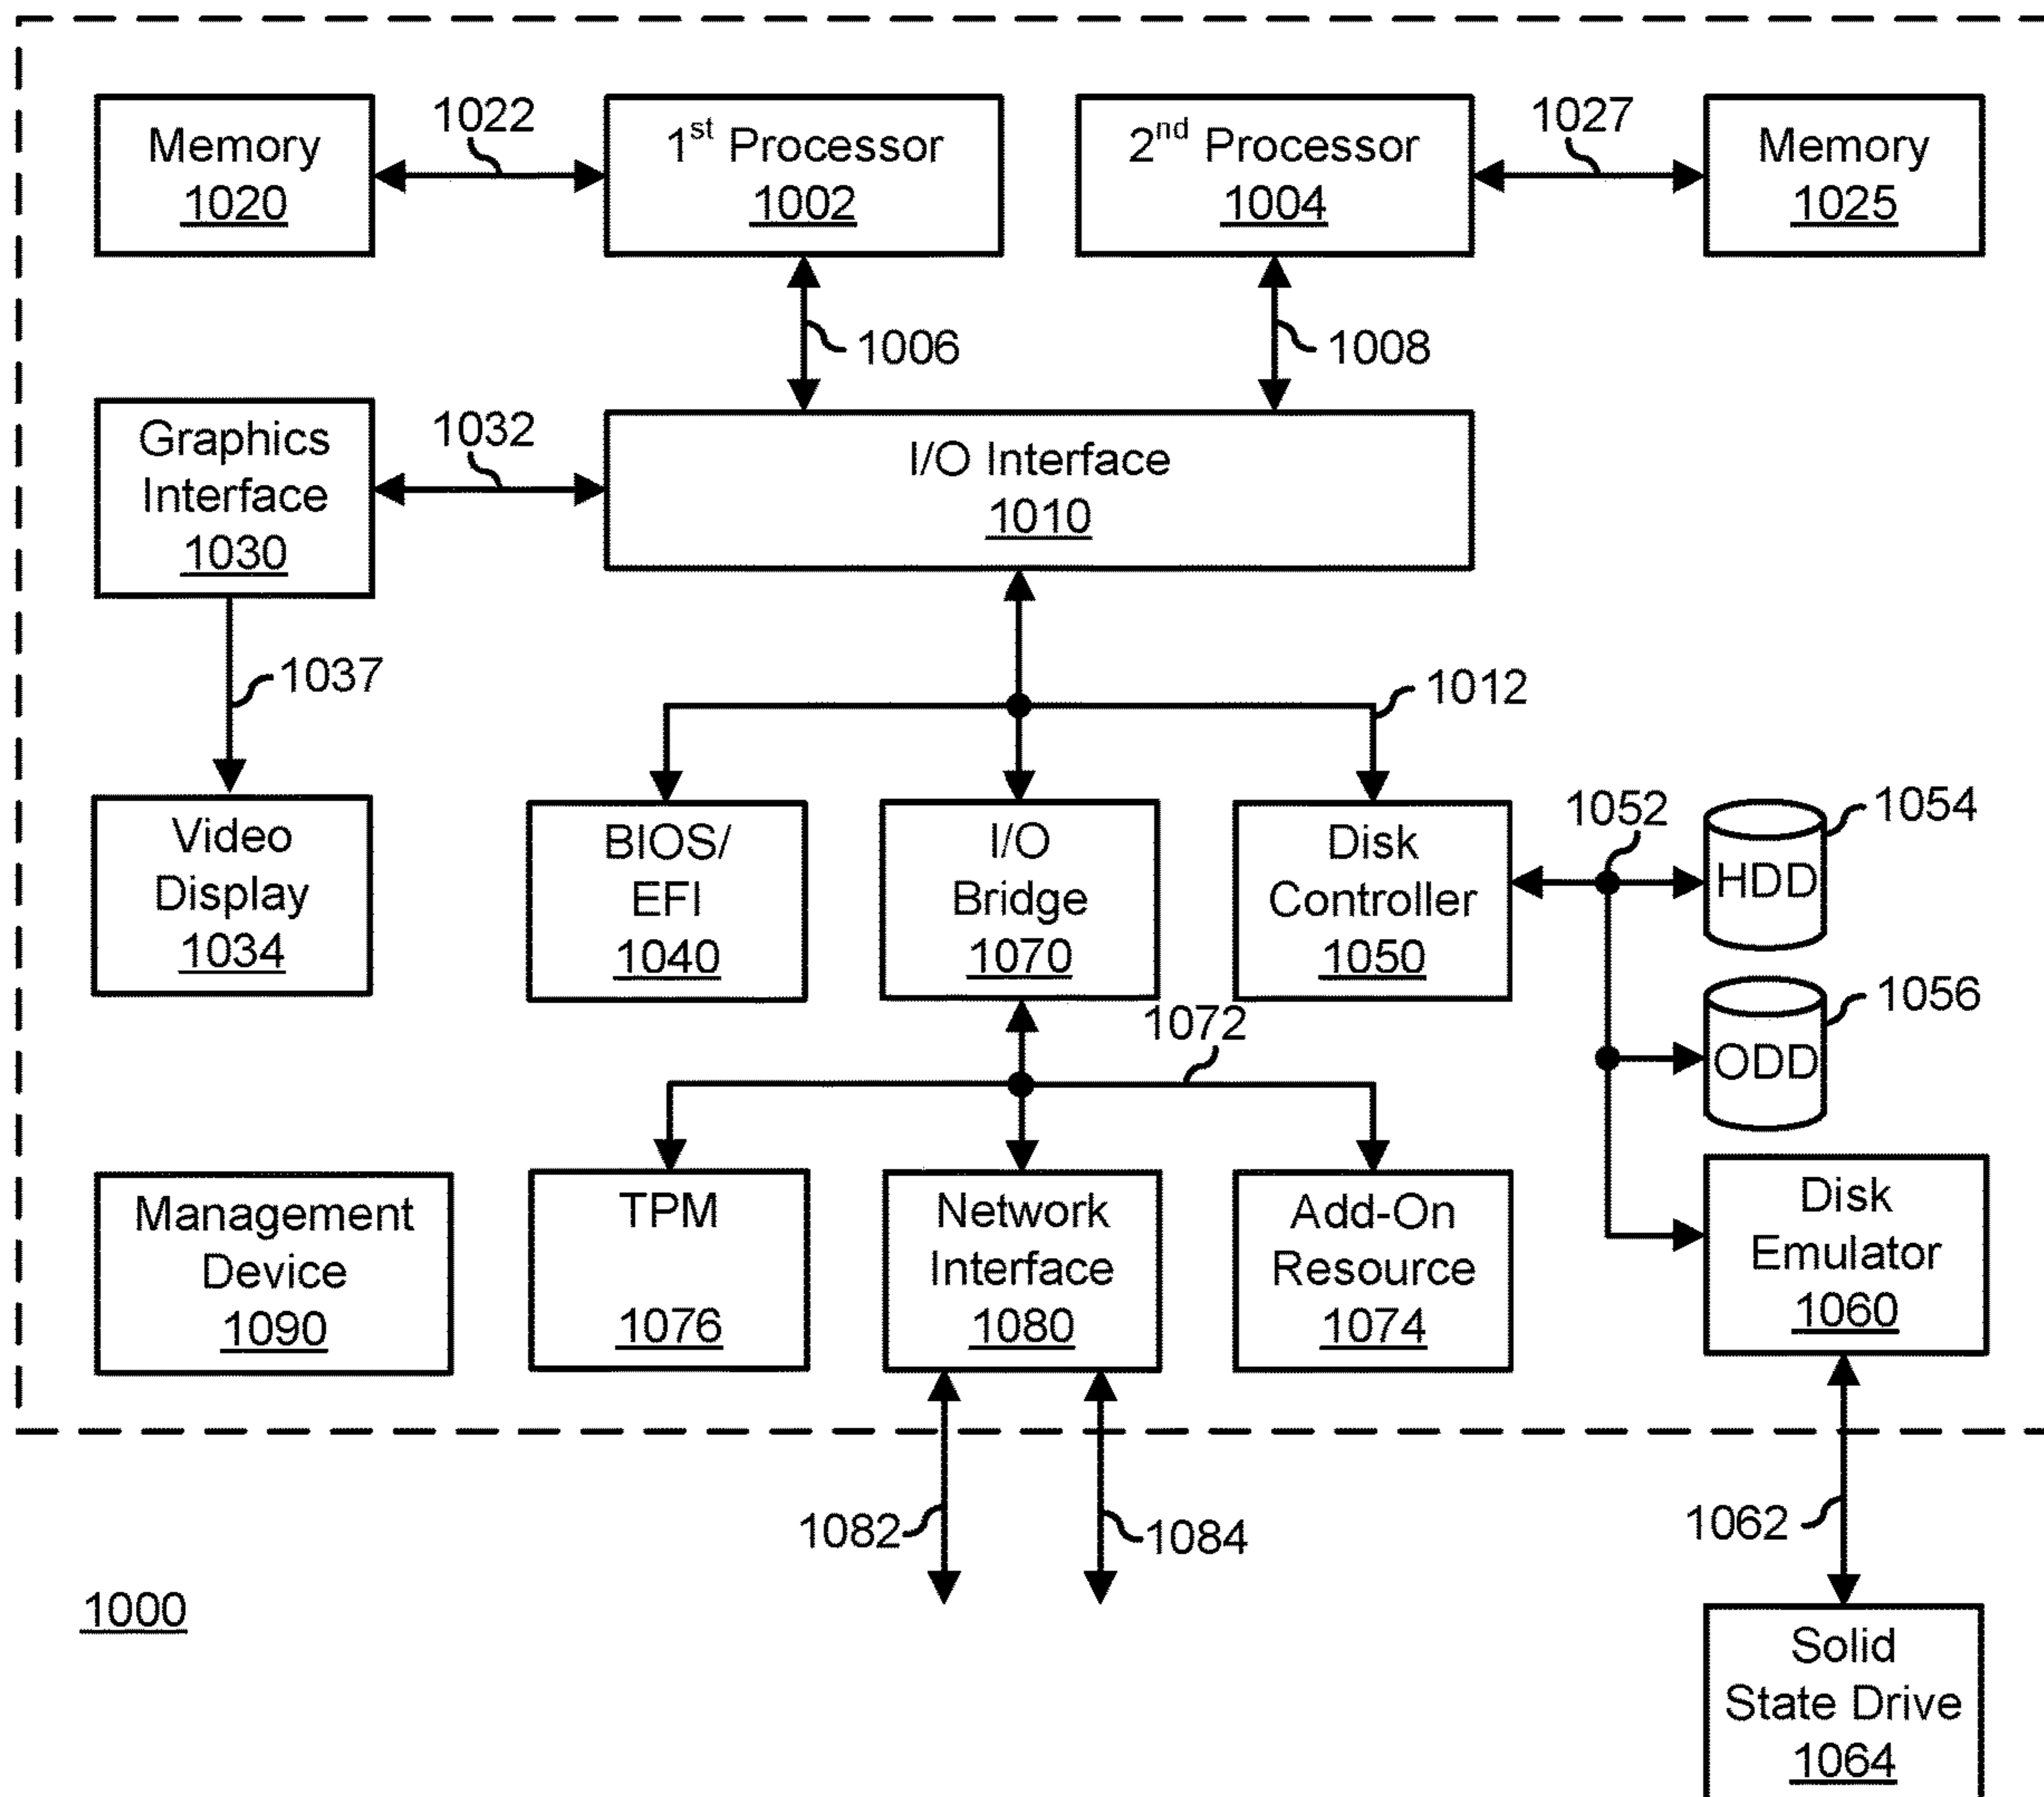 Memory
1020
1022
1st Processor
1002
2nd Processor
1004
1027
Memory
1025
1006
1008
Graphics
Interface
1030
1032
I/O Interface
1010
1037
1012
Video
Display
1034
BIOS/
EFI
1040
I/O
Bridge
1070
Disk
Controller
1050
1052
1054
HDD
1056
ODD
1072
Management
Device
1090
TPM
1076
Network
Interface
1080
Add-On
Resource
1074
Disk
Emulator
1060
1082
1084
1062
1000
Solid
State Drive
1064